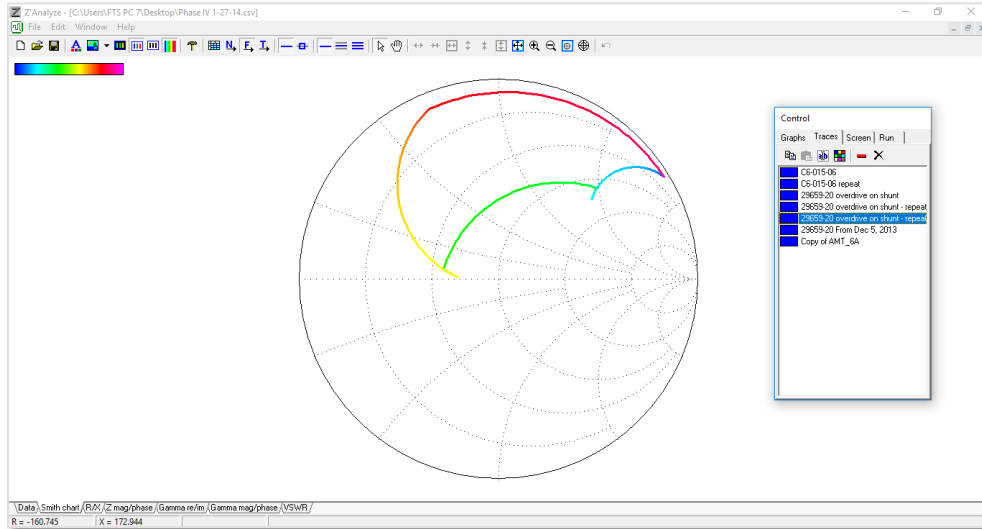 Z'Analyze - [C:\Users\FTS PC 7\Desktop\Phase IV 1-27-14.csv]
File Edit Window Help
A N, F, T,
Control
Graphs Traces Screen Run
C6-015-06
C6-015-06 repeat
29659-20 overdrive on shunt
29659-20 overdrive on shunt - repeat
29659-20 overdrive on shunt - repeat
29659-20 From Dec 5, 2013
Copy of AMT_6A
Data Smith chart R/X Z mag/phase Gamma re/im Gamma mag/phase VSWR
R = -160.745 X = 172.944